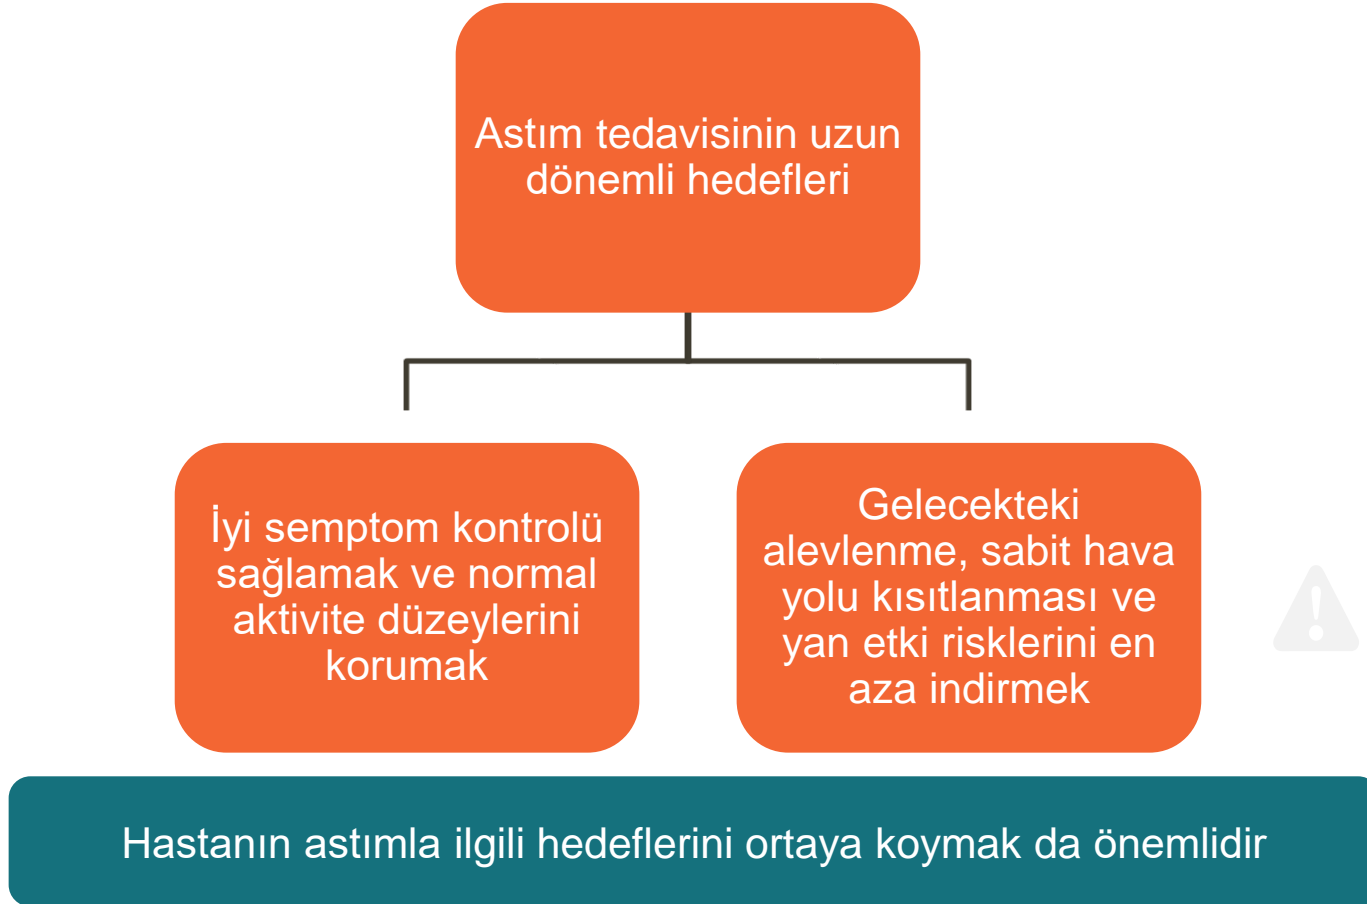 Astım tedavisinin uzun
dönemli hedefleri
İyi semptom kontrolü
sağlamak ve normal
aktivite düzeylerini
korumak
Gelecekteki
alevlenme, sabit hava
yolu kısıtlanması ve
yan etki risklerini en
aza indirmek
Hastanın astımla ilgili hedeflerini ortaya koymak da önemlidir